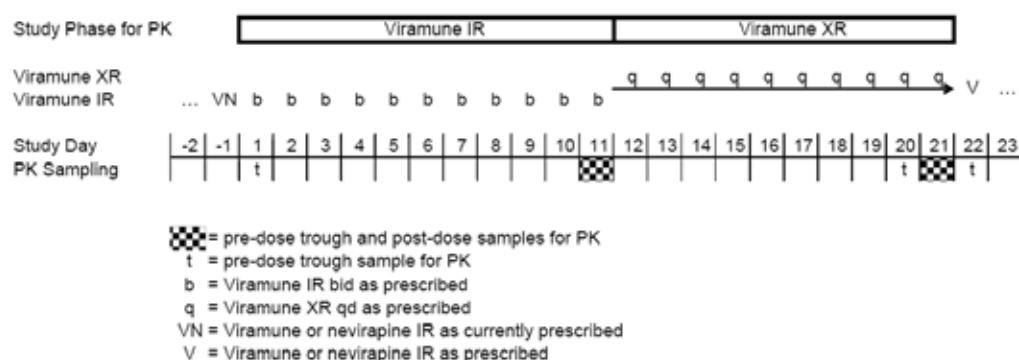 Study Phase for PK Viramune IR Viramune XR
Viramune XR q q q q q q q q q q V ...
Viramune IR ... VN b b b b b b b b b b b
Study Day -2 -1 1 2 3 4 5 6 7 8 9 10 11 12 13 14 15 16 17 18 19 20 21 22 23
PK Sampling t t t
= pre-dose trough and post-dose samples for PK
t = pre-dose trough sample for PK
b = Viramune IR bid as prescribed
q = Viramune XR qd as prescribed
VN = Viramune or nevirapine IR as currently prescribed
V = Viramune or nevirapine IR as prescribed